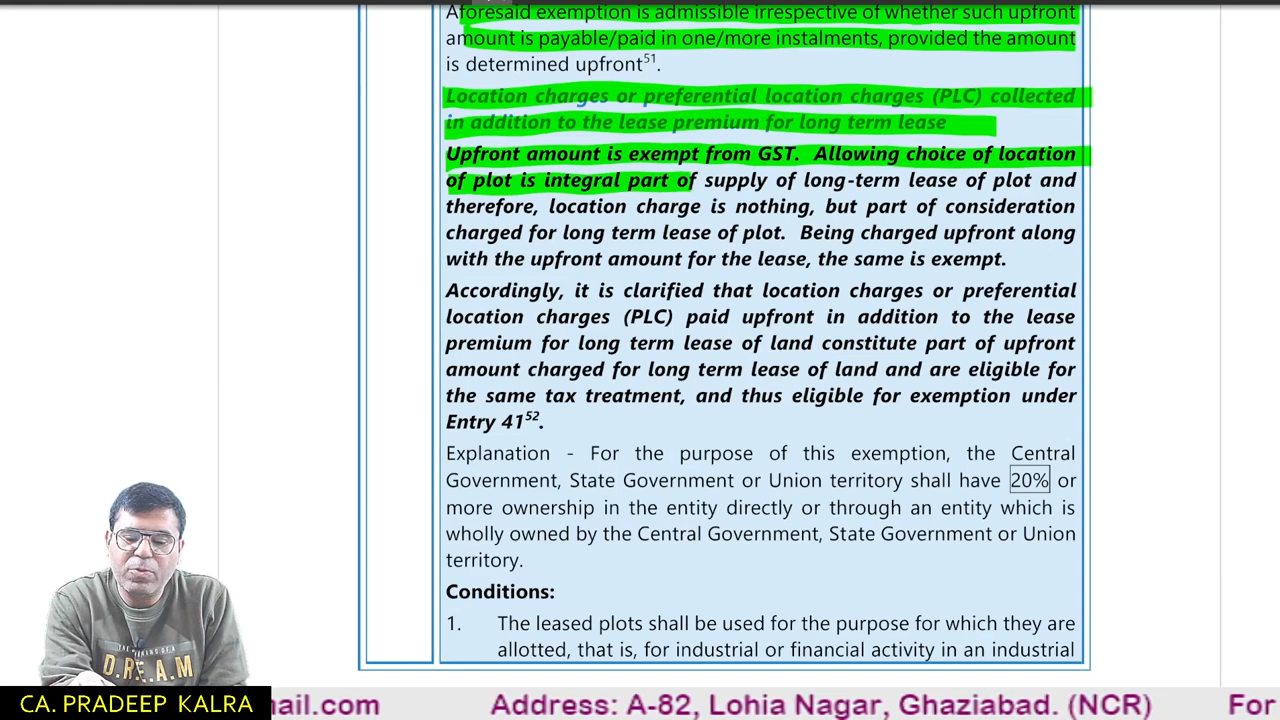 Aforesaid exemption is admissible irrespective of whether such upfront
amount is payable/paid in one/more instalments, provided the amount
is determined upfront51.
Location charges or preferential location charges (PLC) collected
in addition to the lease premium for long term lease
Upfront amount is exempt from GST. Allowing choice of location
of plot is integral part of supply of long-term lease of plot and
therefore, location charge is nothing, but part of consideration
charged for long term lease of plot. Being charged upfront along
with the upfront amount for the lease, the same is exempt.
Accordingly, it is clarified that location charges or preferential
location charges (PLC) paid upfront in addition to the lease
premium for long term lease of land constitute part of upfront
amount charged for long term lease of land and are eligible for
the same tax treatment, and thus eligible for exemption under
Entry 4152.
Explanation - For the purpose of this exemption, the Central
Government, State Government or Union territory shall have 20% or
more ownership in the entity directly or through an entity which is
wholly owned by the Central Government, State Government or Union
territory.
Conditions:
1. The leased plots shall be used for the purpose for which they are
allotted, that is, for industrial or financial activity in an industrial
D.R.E.A.M
CA. PRADEEP KALRA
ail.com Address: A-82, Lohia Nagar, Ghaziabad. (NCR) For